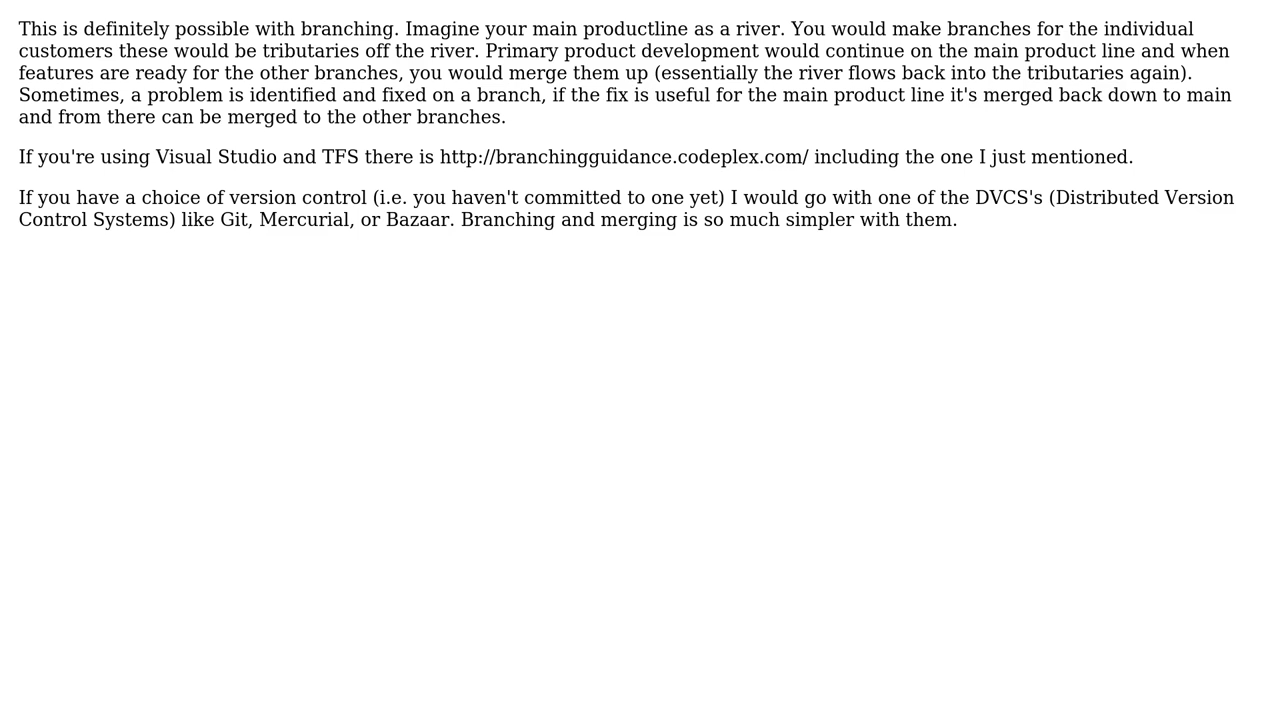 This is definitely possible with branching. Imagine your main productline as a river. You would make branches for the individual
customers these would be tributaries off the river. Primary product development would continue on the main product line and when
features are ready for the other branches, you would merge them up (essentially the river flows back into the tributaries again).
Sometimes, a problem is identified and fixed on a branch, if the fix is useful for the main product line it's merged back down to main
and from there can be merged to the other branches.
If you're using Visual Studio and TFS there is http://branchingguidance.codeplex.com/ including the one I just mentioned.
If you have a choice of version control (i.e. you haven't committed to one yet) I would go with one of the DVCS's (Distributed Version
Control Systems) like Git, Mercurial, or Bazaar. Branching and merging is so much simpler with them.